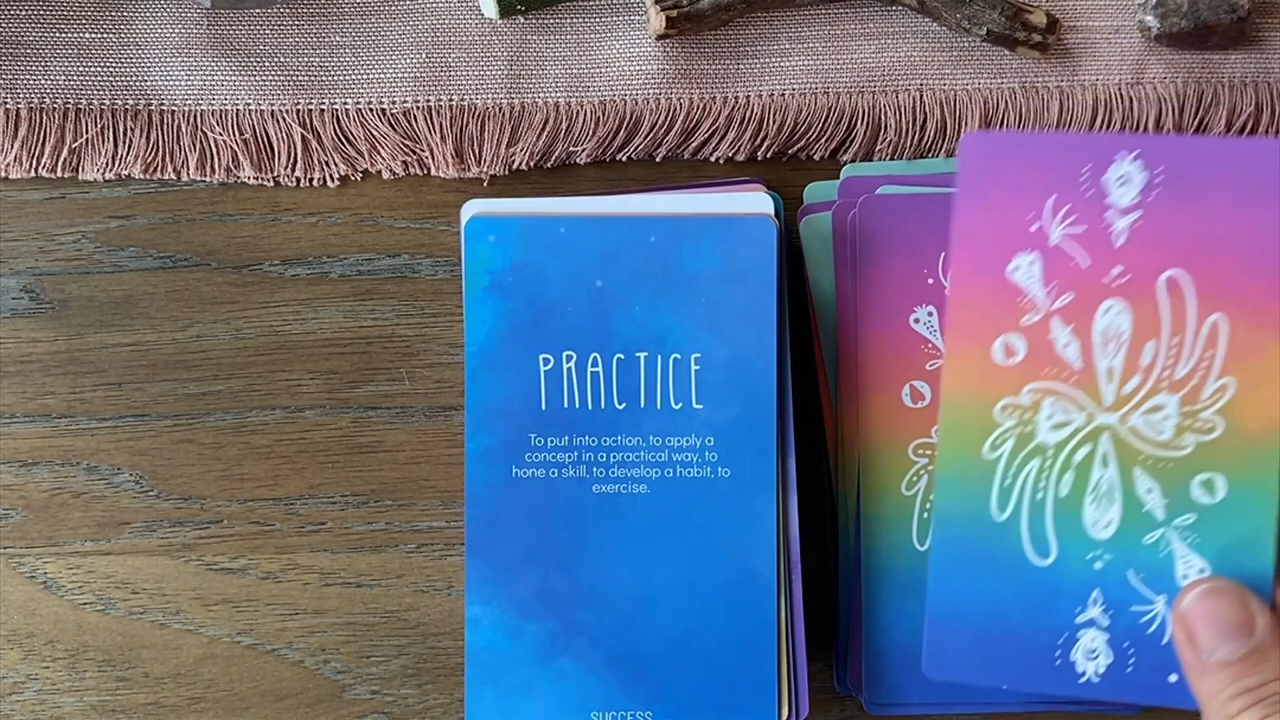 PRACTICE
To put into action, to apply a
concept in a practical way, to
hone a skill, to develop a habit, to
exercise.
SUCCESS